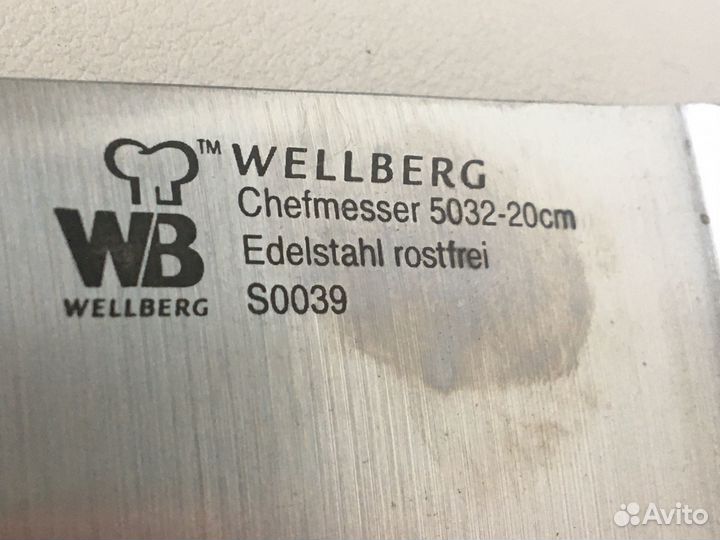 ™ WELLBERG
Chefmesser 5032-20cm
Edelstahl rostfrei
S0039
WB
WELLBERG
Avito